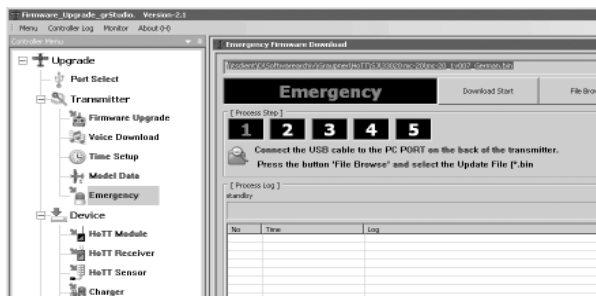 Firmware_Upgrade_grStudio. Version-2.1
Menu Controller Log Monitor About (H)
Controller Menu
Upgrade
Port Select
Transmitter
Firmware Upgrade
Voice Download
Time Setup
Model Data
Emergency
Device
HoTT Module
HoTT Receiver
HoTT Sensor
Charger
Emergency Firmware Download
Emergency
Download Start
File Brow
[ Process Step ]
1 2 3 4 5
Connect the USB cable to the PC PORT on the back of the transmitter.
Press the button 'File Browse' and select the Update File [*.bin
[ Process Log ]
standby
No Time Log